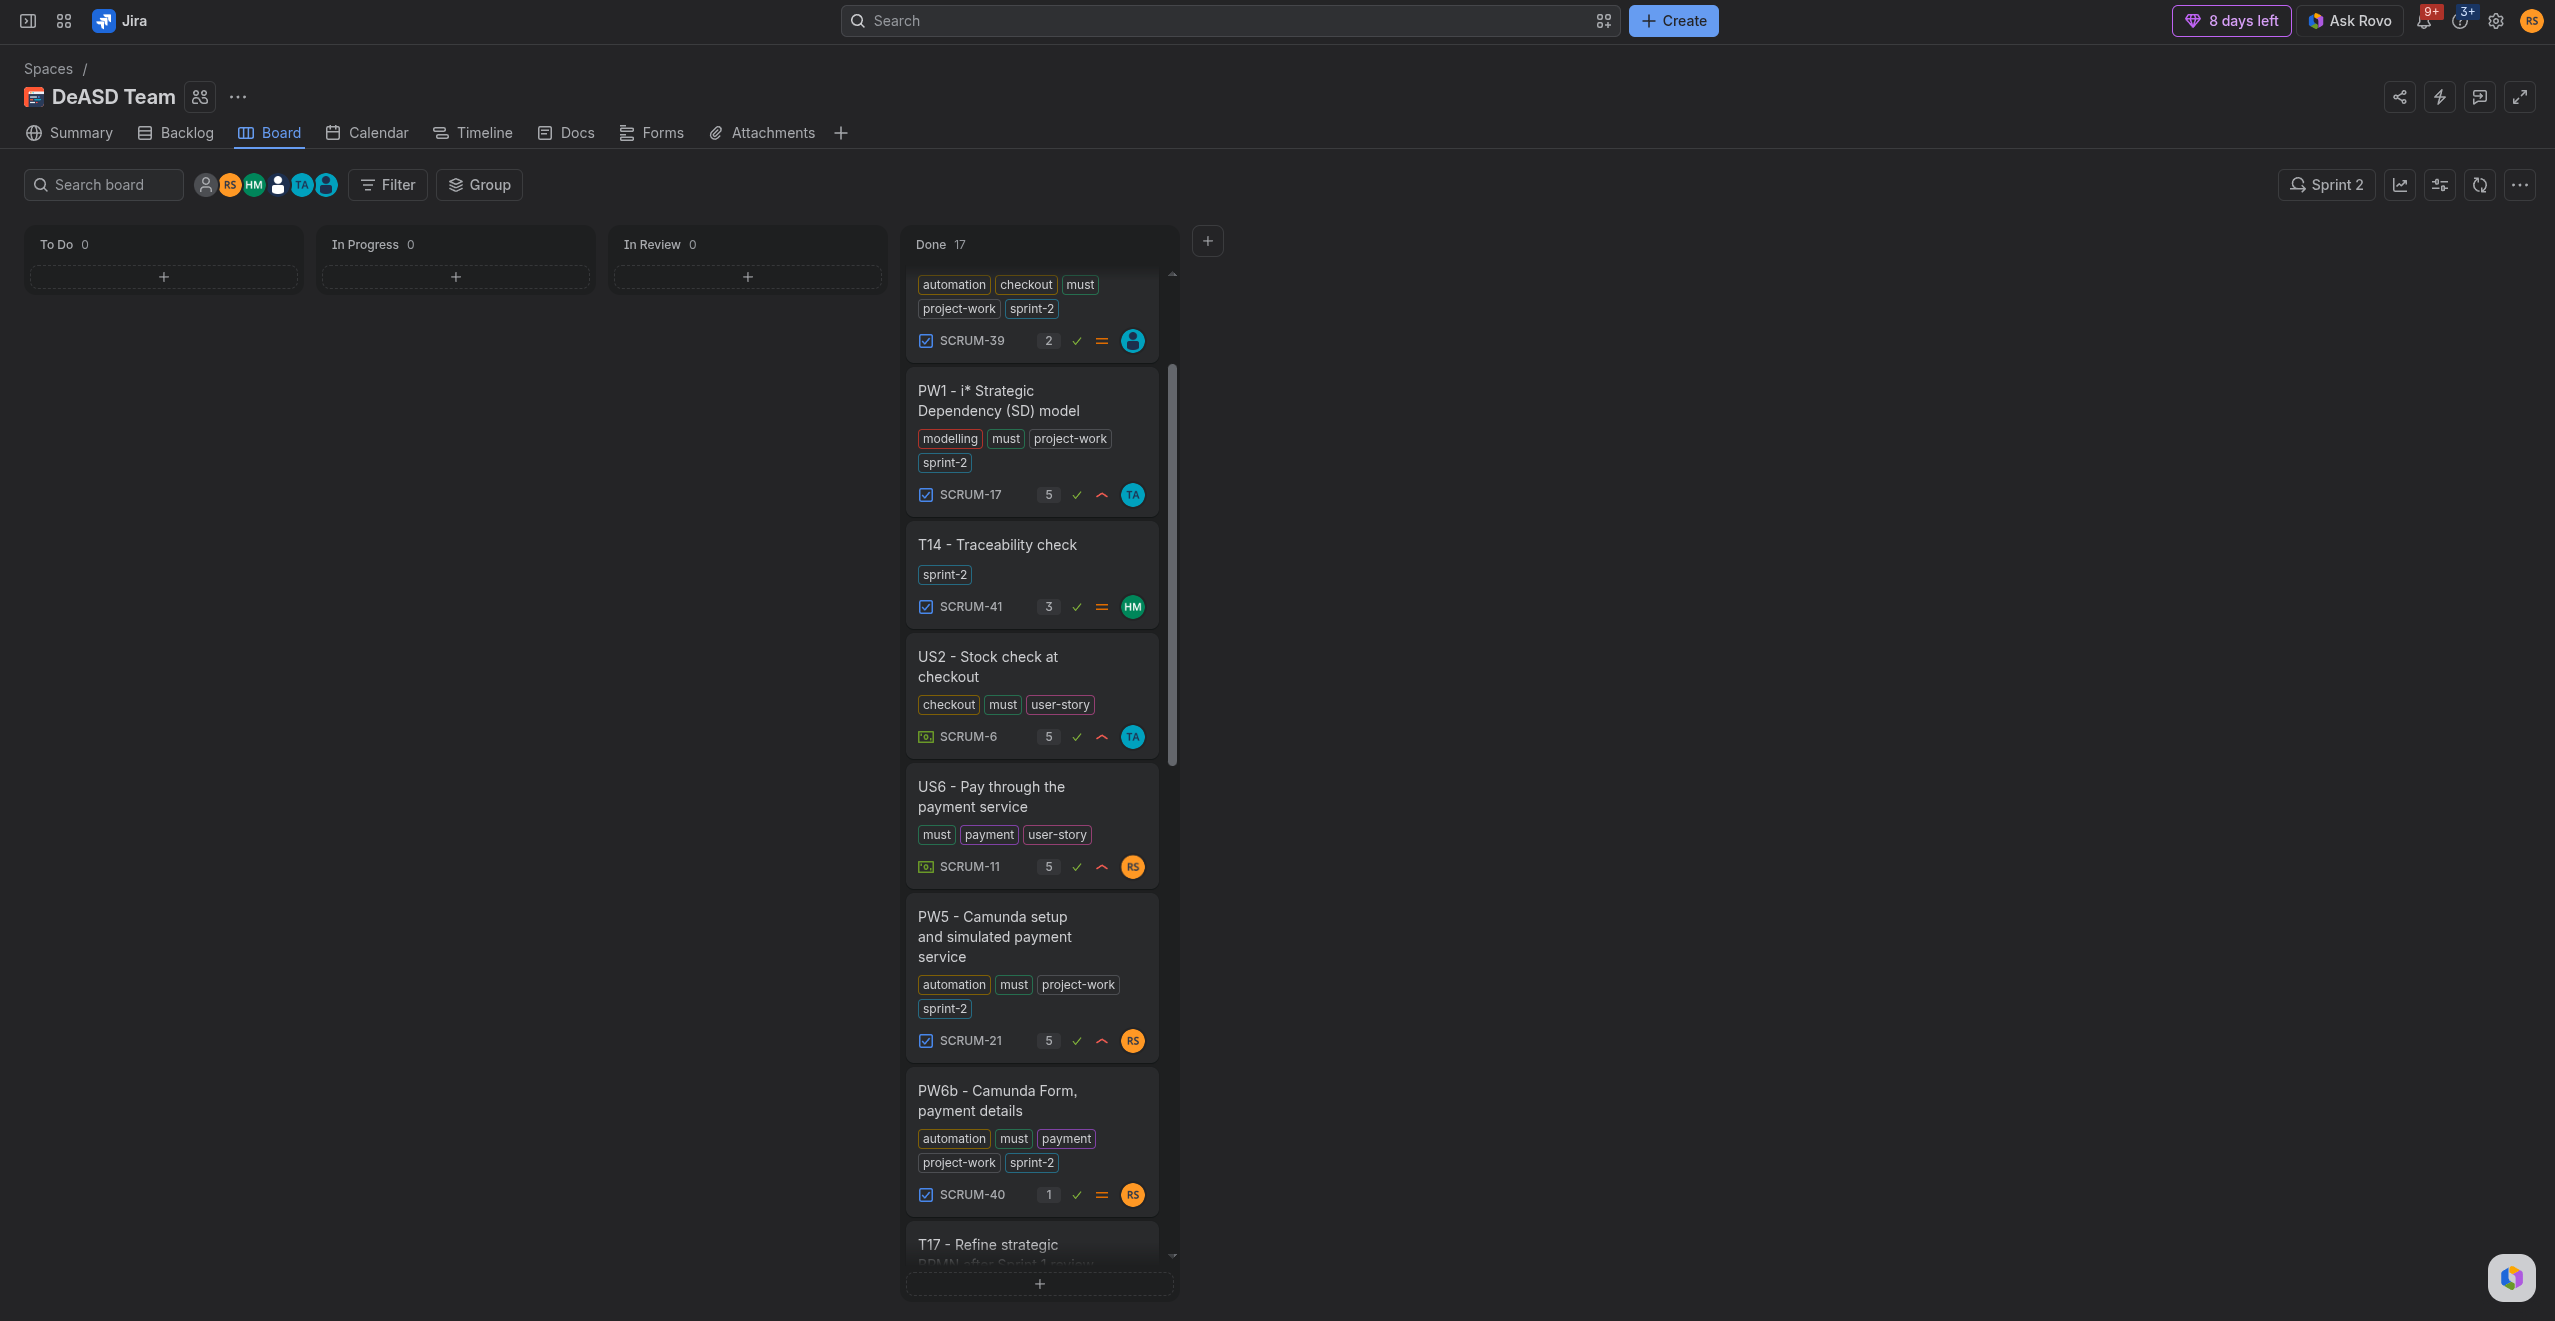 Jira
Search
Create
8 days left
Ask Rovo
9+
3+
RS
Spaces /
DeASD Team
Summary
Backlog
Board
Calendar
Timeline
Docs
Forms
Attachments
Search board
RS
HM
TA
Filter
Group
Sprint 2
To Do 0
In Progress 0
In Review 0
Done 17
automation checkout must
project-work sprint-2
SCRUM-39 2
PW1 - i* Strategic
Dependency (SD) model
modelling must project-work
sprint-2
SCRUM-17 5 TA
T14 - Traceability check
sprint-2
SCRUM-41 3 HM
US2 - Stock check at
checkout
checkout must user-story
SCRUM-6 5 TA
US6 - Pay through the
payment service
must payment user-story
SCRUM-11 5 RS
PW5 - Camunda setup
and simulated payment
service
automation must project-work
sprint-2
SCRUM-21 5 RS
PW6b - Camunda Form,
payment details
automation must payment
project-work sprint-2
SCRUM-40 1 RS
T17 - Refine strategic
BPMN after Sprint 1 review